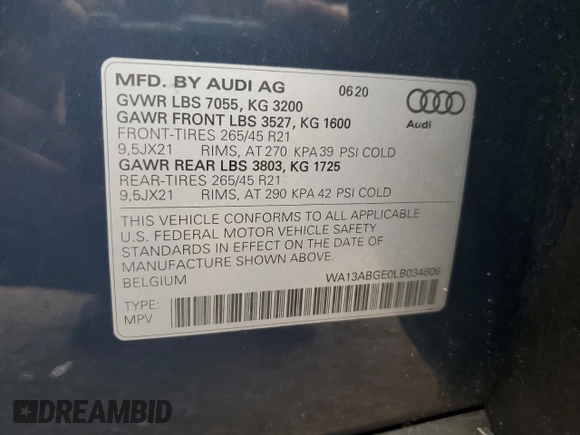 MFD. BY AUDI AG 0620
GVWR LBS 7055, KG 3200
GAWR FRONT LBS 3527, KG 1600
Audi
FRONT-TIRES 265/45 R21
9,5JX21 RIMS, AT 270 KPA 39 PSI COLD
GAWR REAR LBS 3803, KG 1725
REAR-TIRES 265/45 R21
9,5JX21 RIMS, AT 290 KPA 42 PSI COLD
THIS VEHICLE CONFORMS TO ALL APPLICABLE
U.S. FEDERAL MOTOR VEHICLE SAFETY
STANDARDS IN EFFECT ON THE DATE OF
MANUFACTURE SHOWN ABOVE.
BELGIUM WA13ABGE0LB034806
TYPE:
MPV
DREAMBID